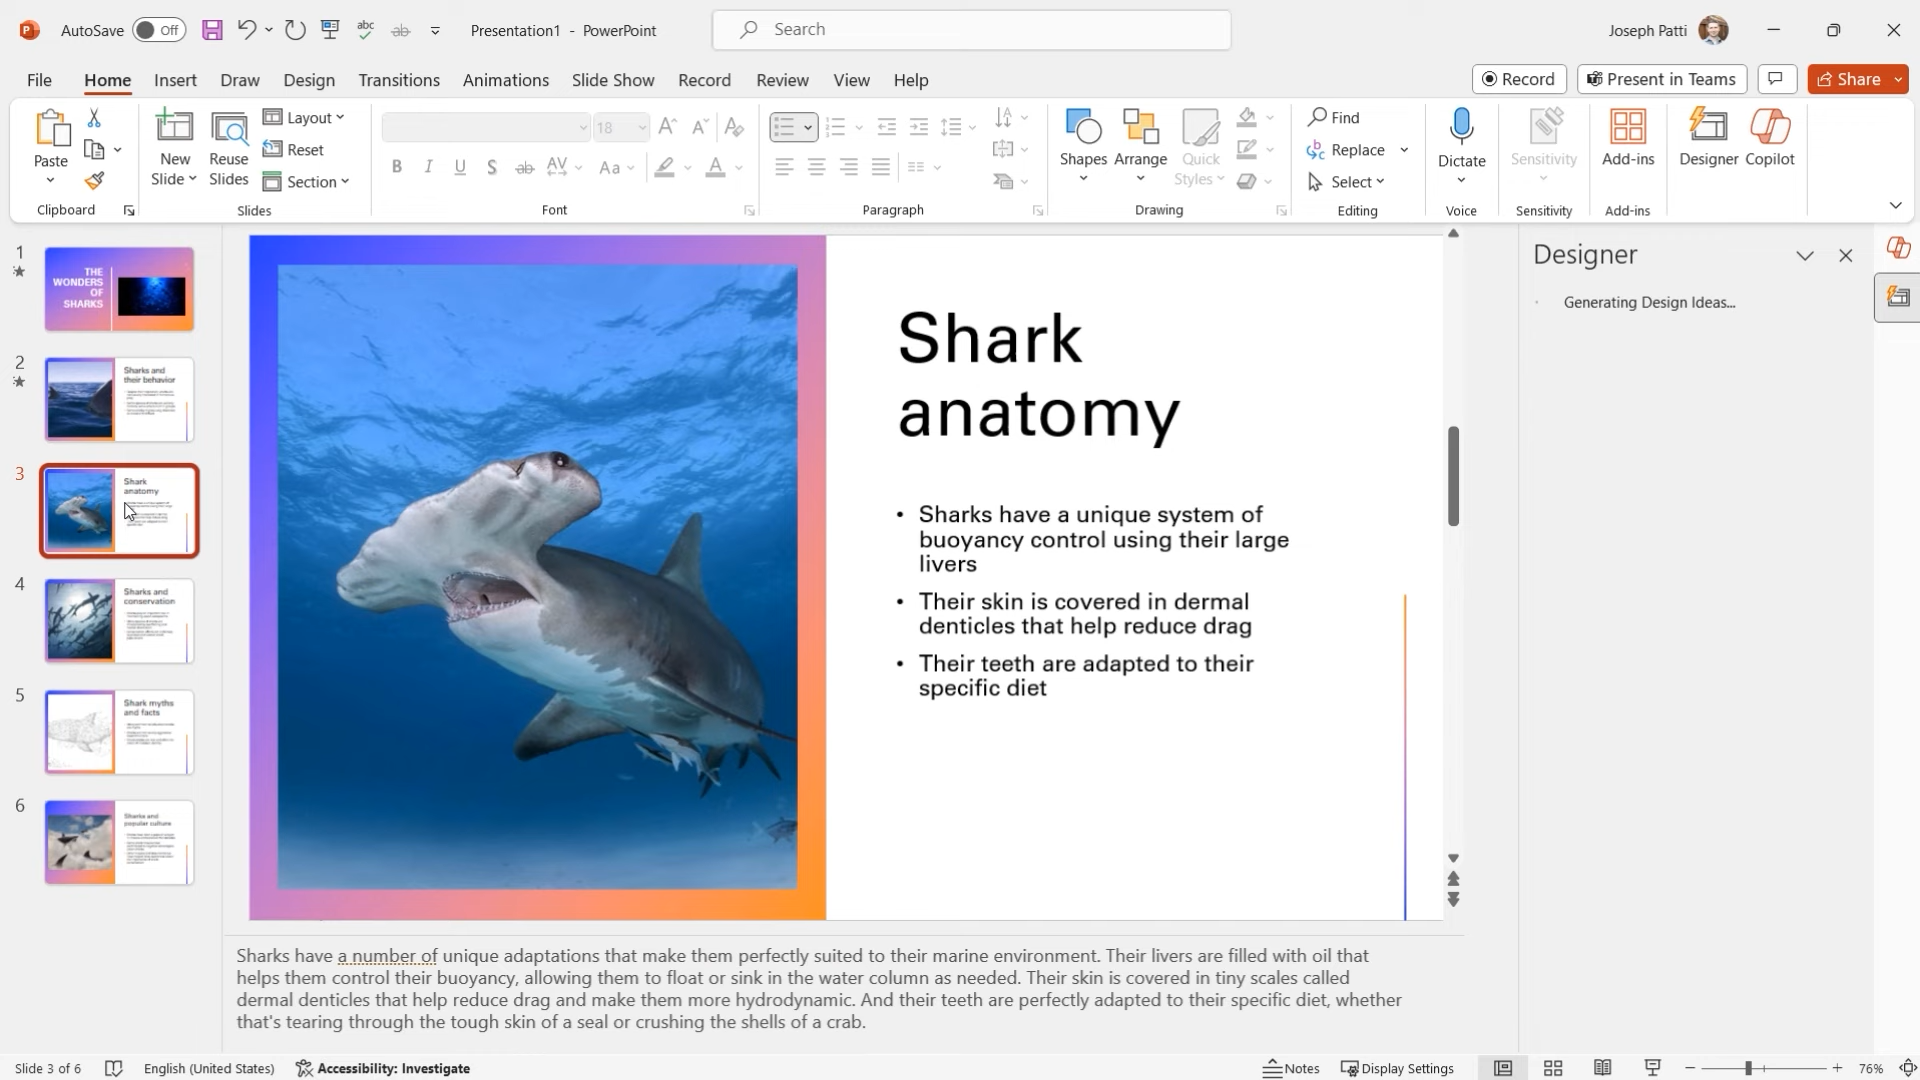 AutoSave Off abc ab Presentation1 - PowerPoint Search Joseph Patti
File Home Insert Draw Design Transitions Animations Slide Show Record Review View Help Record Present in Teams Share
Paste
Clipboard
New
Slide
Reuse
Slides
Layout
Reset
Section
Slides
18
B I U S ab AV Aa A
Font
Paragraph
Shapes
Arrange
Quick
Styles
Drawing
Find
Replace
Select
Editing
Dictate
Voice
Sensitivity
Sensitivity
Add-ins
Add-ins
Designer
Copilot
1
THE
WONDERS
OF
SHARKS
2
Sharks and
their behavior
3
Shark
anatomy
4
Sharks and
conservation
5
Shark myths
and facts
6
Sharks and
popular culture
Shark
anatomy
• Sharks have a unique system of
buoyancy control using their large
livers
• Their skin is covered in dermal
denticles that help reduce drag
• Their teeth are adapted to their
specific diet
Designer
Generating Design Ideas...
Sharks have a number of unique adaptations that make them perfectly suited to their marine environment. Their livers are filled with oil that
helps them control their buoyancy, allowing them to float or sink in the water column as needed. Their skin is covered in tiny scales called
dermal denticles that help reduce drag and make them more hydrodynamic. And their teeth are perfectly adapted to their specific diet, whether
that's tearing through the tough skin of a seal or crushing the shells of a crab.
Slide 3 of 6 English (United States) Accessibility: Investigate Notes Display Settings 76%